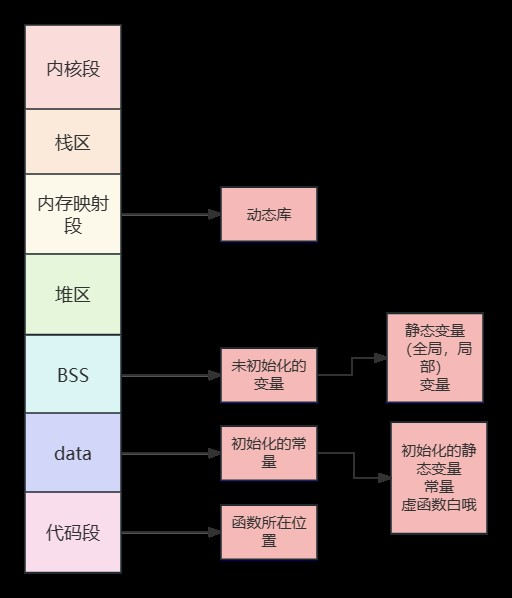 内核段
栈区
内存映射
段
动态库
堆区
BSS
未初始化的
变量
静态变量
（全局，局
部）
变量
data
初始化的常
量
初始化的静
态变量
常量
虚函数白哦
代码段
函数所在位
置